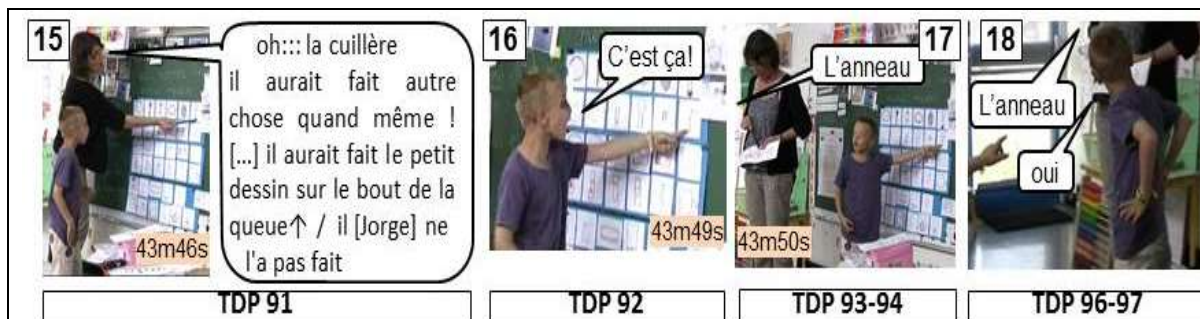 15
oh::: la cuillère
il aurait fait autre
chose quand même !
[...] il aurait fait le petit
dessin sur le bout de la
queue↑ / il [Jorge] ne
l'a pas fait
43m46s
TDP 91
16
C'est ça!
43m49s
TDP 92
17
L'anneau
43m50s
TDP 93-94
18
L'anneau
oui
TDP 96-97